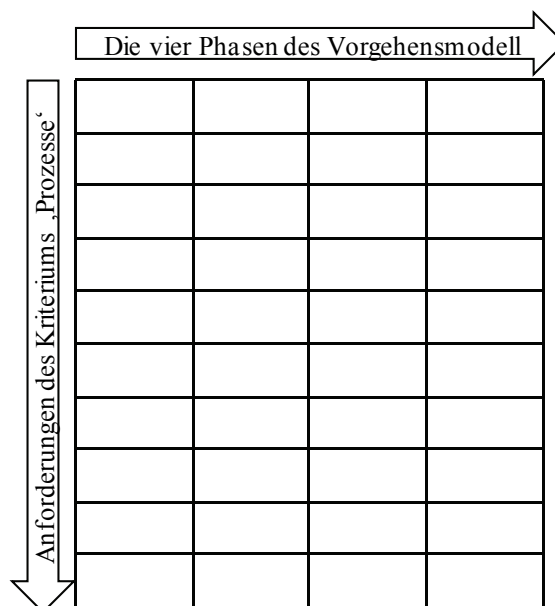 Die vier Phasen des Vorgehensmodell
Anforderungen des Kriteriums ‚Prozesse‘